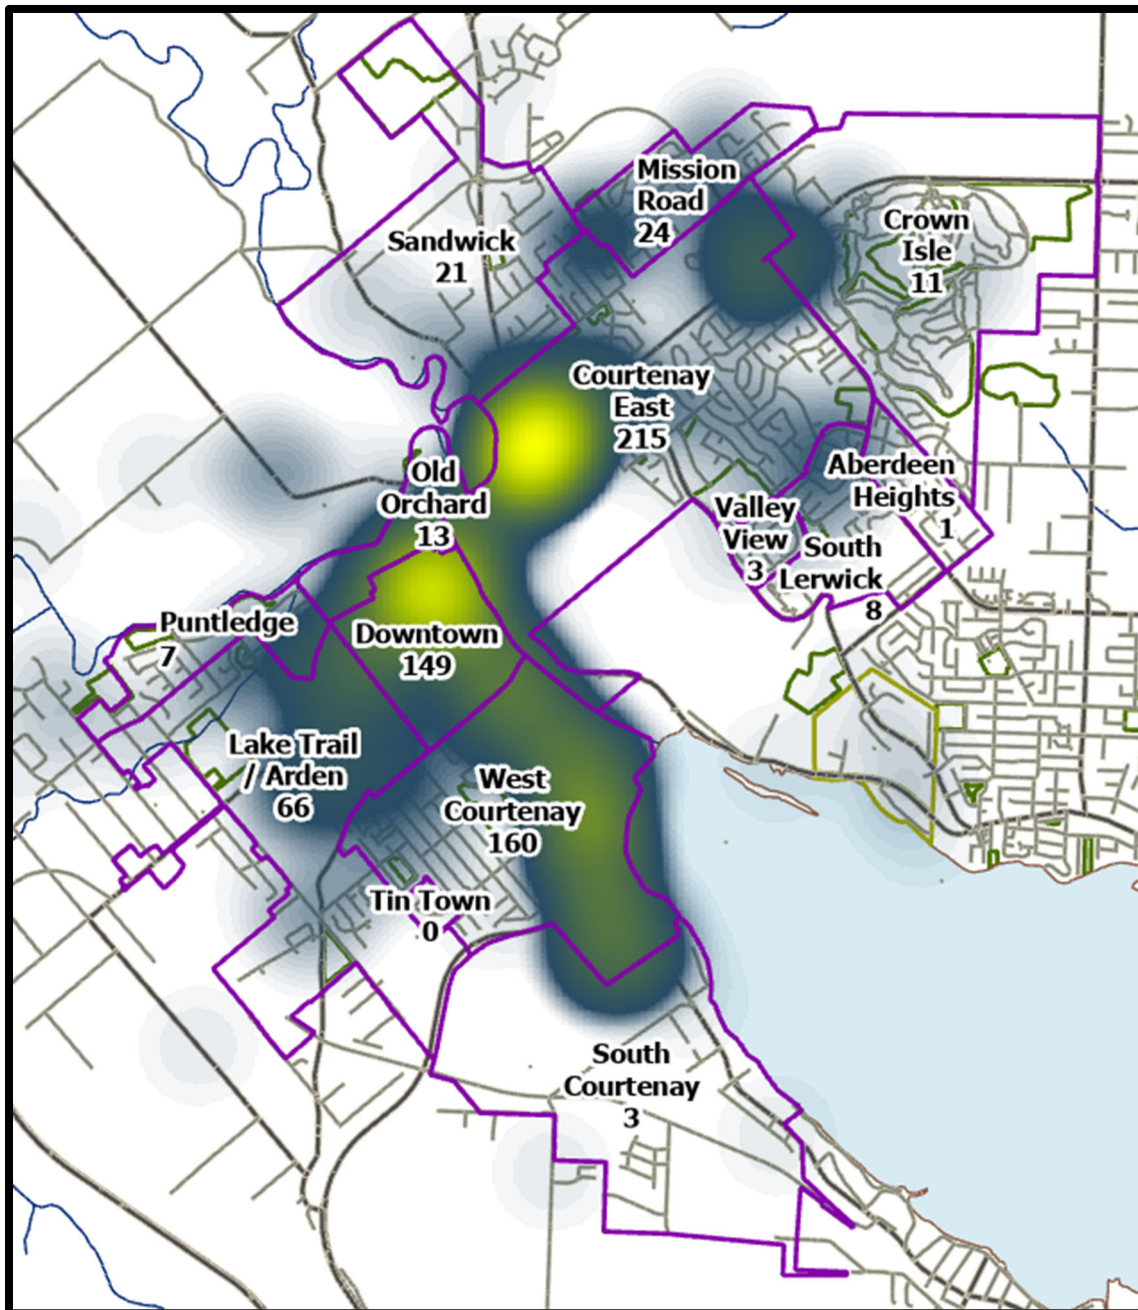 Mission
Road
24
Crown
Isle
11
Sandwick
21
Courtenay
East
215
Old
Orchard
13
Aberdeen
Heights
1
Valley
View
3
South
Lerwick
8
Puntledge
7
Downtown
149
Lake Trail
/ Arden
66
West
Courtenay
160
Tin Town
0
South
Courtenay
3